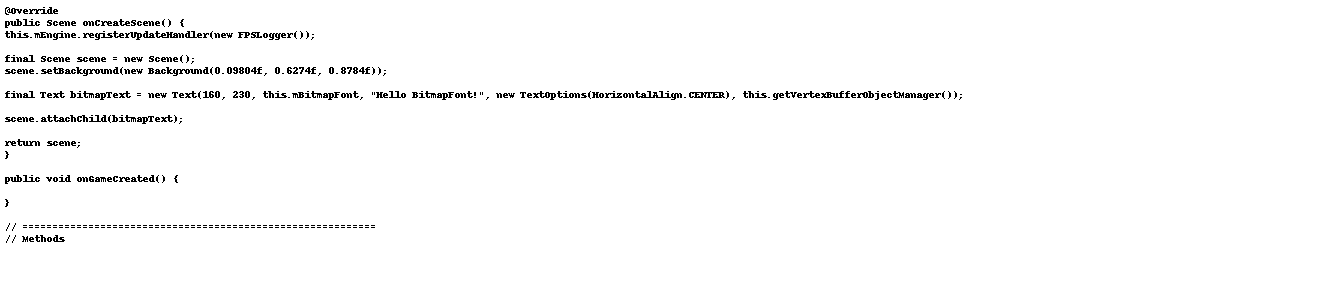 @Override
public Scene onCreateScene() {
this.mEngine.registerUpdateHandler(new FPSLogger());
final Scene scene = new Scene();
scene.setBackground(new Background(0.09804f, 0.6274f, 0.8784f));
final Text bitmapText = new Text(160, 230, this.mBitmapFont, "Hello BitmapFont!", new TextOptions(HorizontalAlign.CENTER), this.getVertexBufferObjectManager());
scene.attachChild(bitmapText);
return scene;
}
public void onGameCreated() {
}
// ===========================================================
// Methods